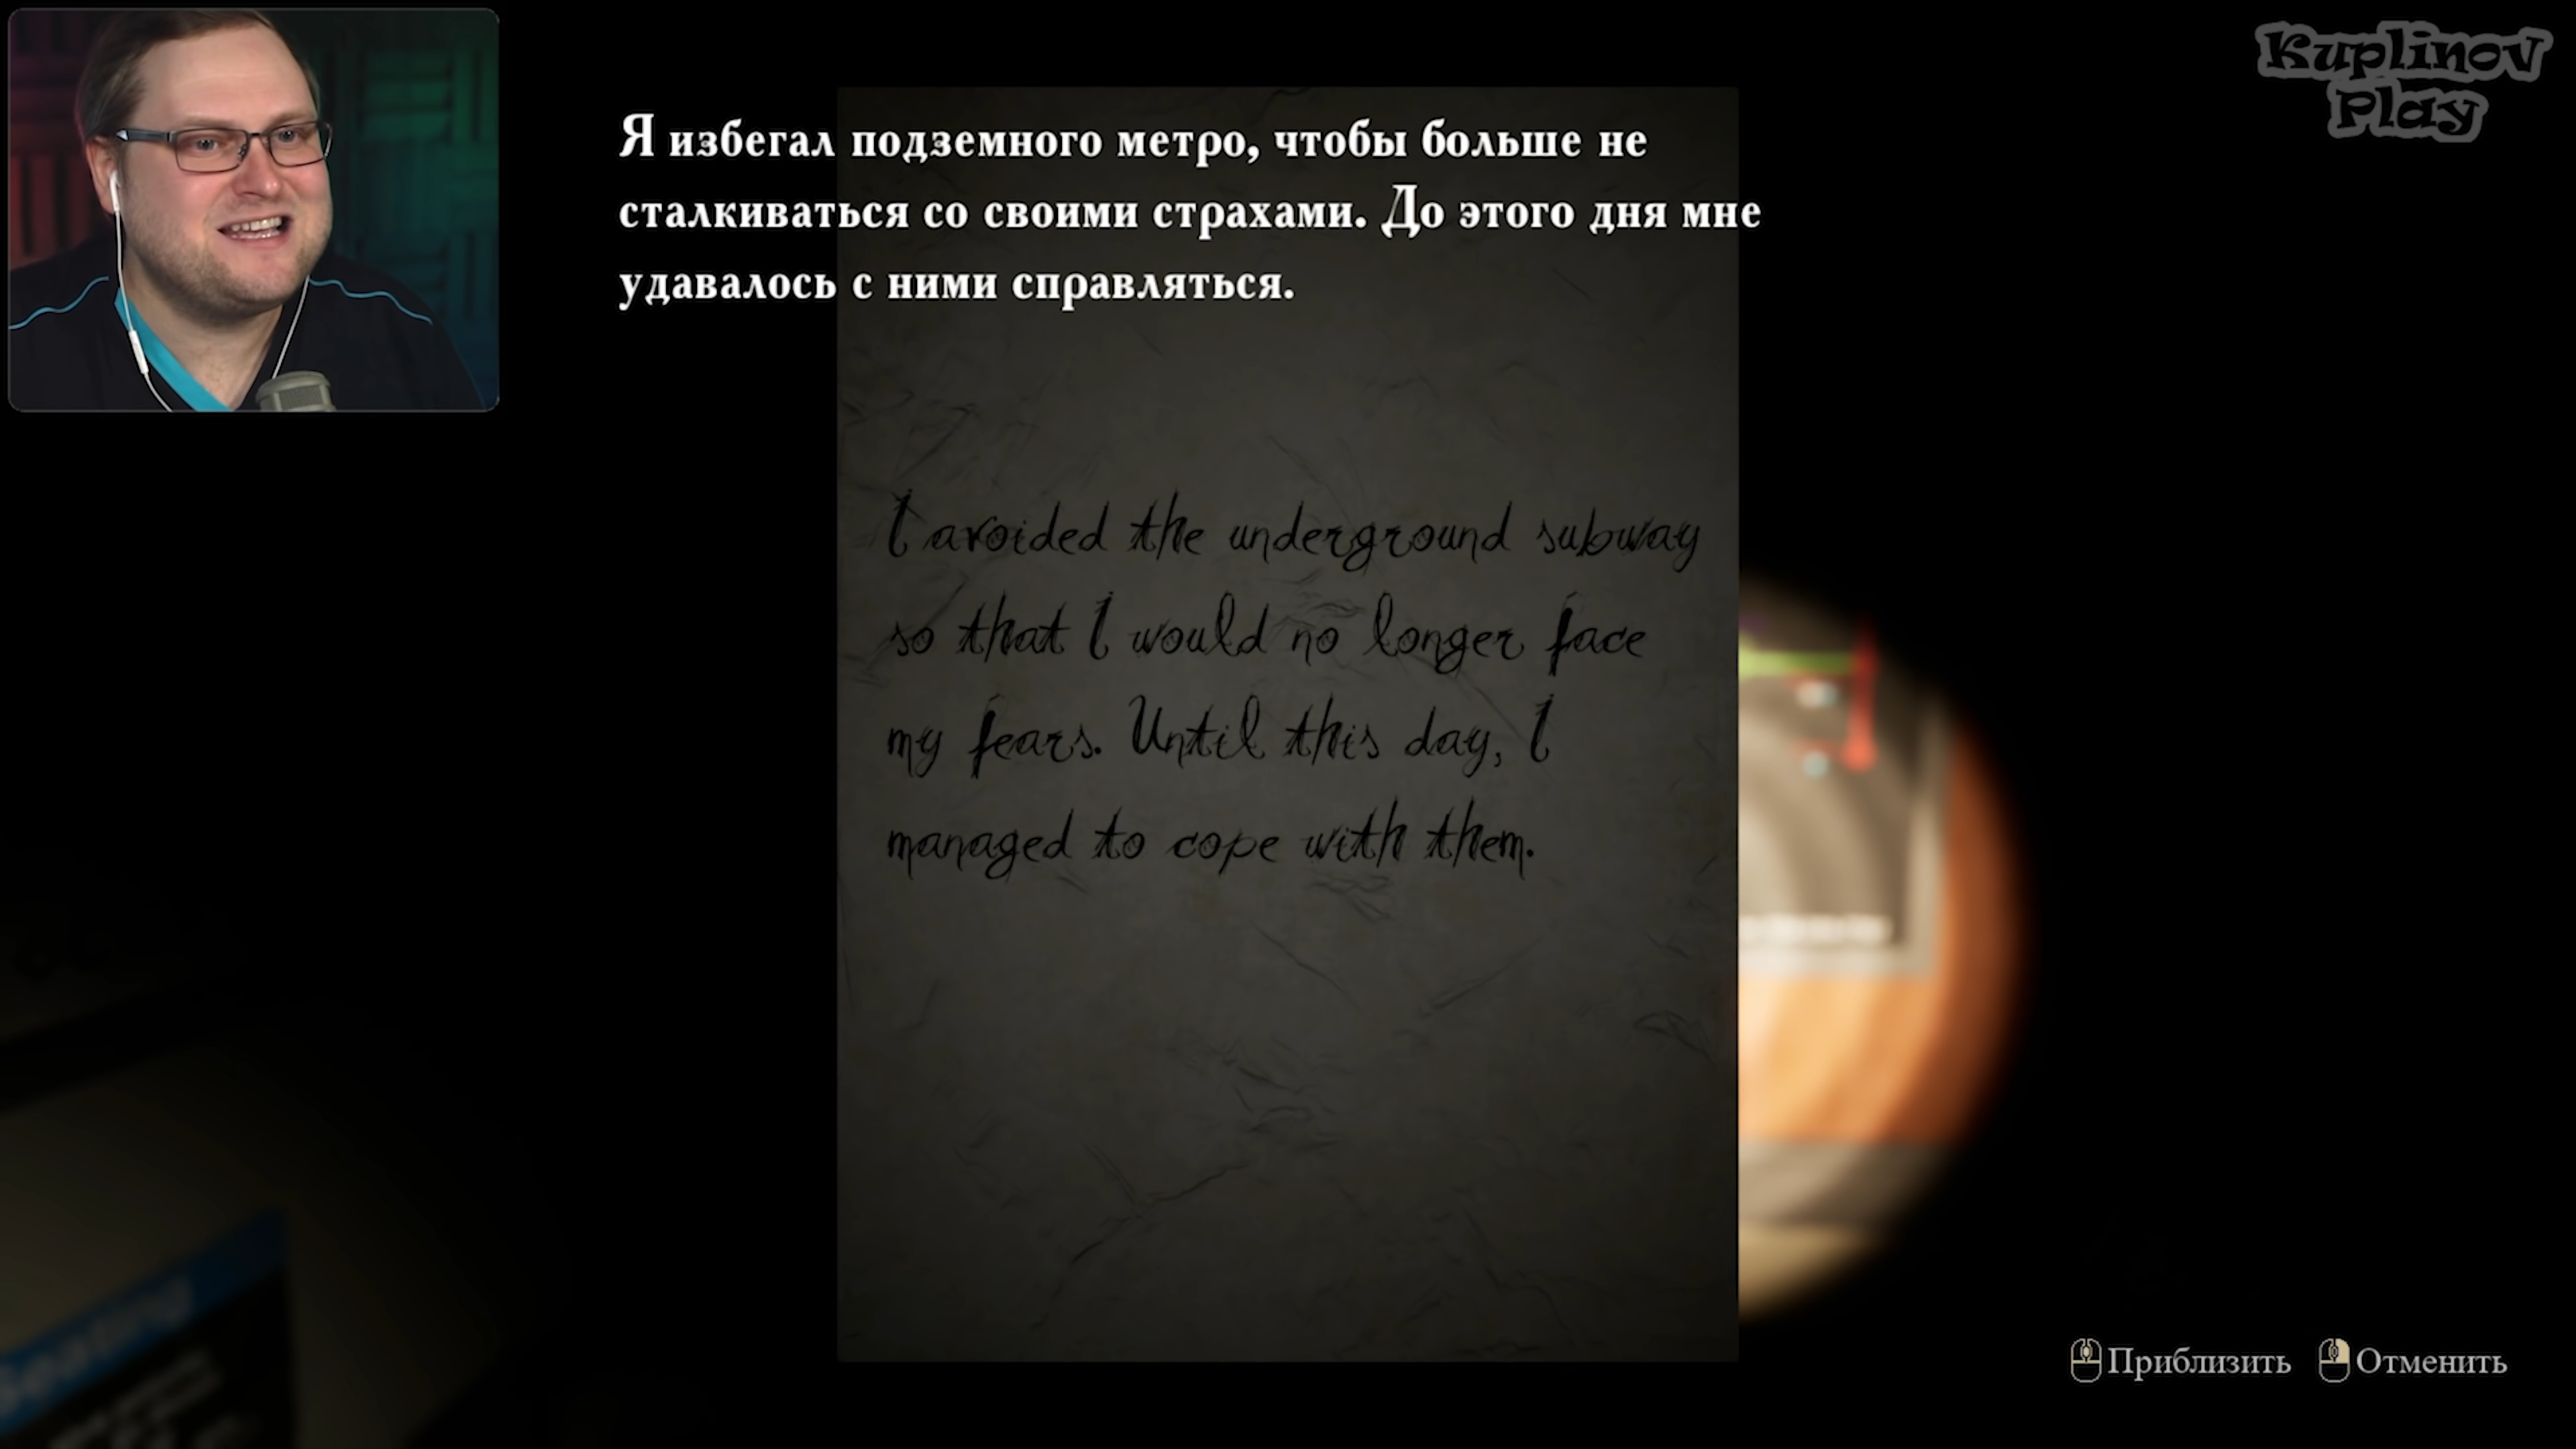 Kuplinov
Play
Я избегал подземного метро, чтобы больше не
сталкиваться со своими страхами. До этого дня мне
удавалось с ними справляться.
I avoided the underground subway
so that I would no longer face
my fears. Until this day, I
managed to cope with them.
Seating
Приблизить Отменить